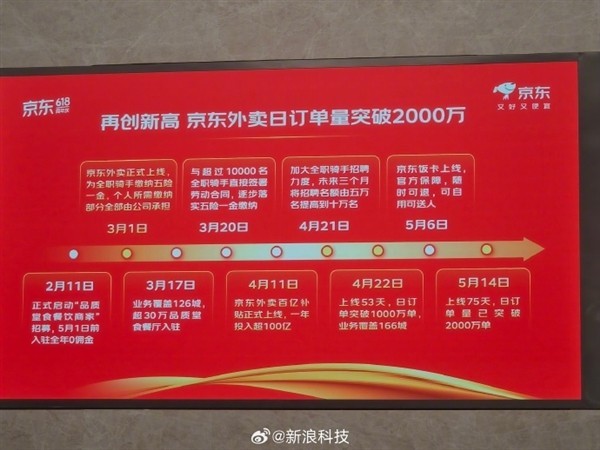 京东618
京东
又好又便宜
再创新高 京东外卖日订单量突破2000万
京东外卖正式上线，
为全职骑手缴纳五险
一金，个人所需缴纳
部分全部由公司承担
3月1日
与超过10000名
全职骑手直接签署
劳动合同，逐步落
实五险一金缴纳
3月20日
加大全职骑手招聘
力度，未来三个月
将招聘名额由五万
名提高到十万名
4月21日
京东饭卡上线，
官方保障，随
时可退，可自
用可送人
5月6日
2月11日
正式启动“品质
堂食餐饮商家”
招募，5月1日前
入驻全年0佣金
3月17日
业务覆盖126城，
超30万品质堂
食餐厅入驻
4月11日
京东外卖百亿补
贴正式上线，一年
投入超100亿
4月22日
上线53天，日订
单突破1000万单，
业务覆盖166城
5月14日
上线75天，日订
单量已突破
2000万单
@新浪科技